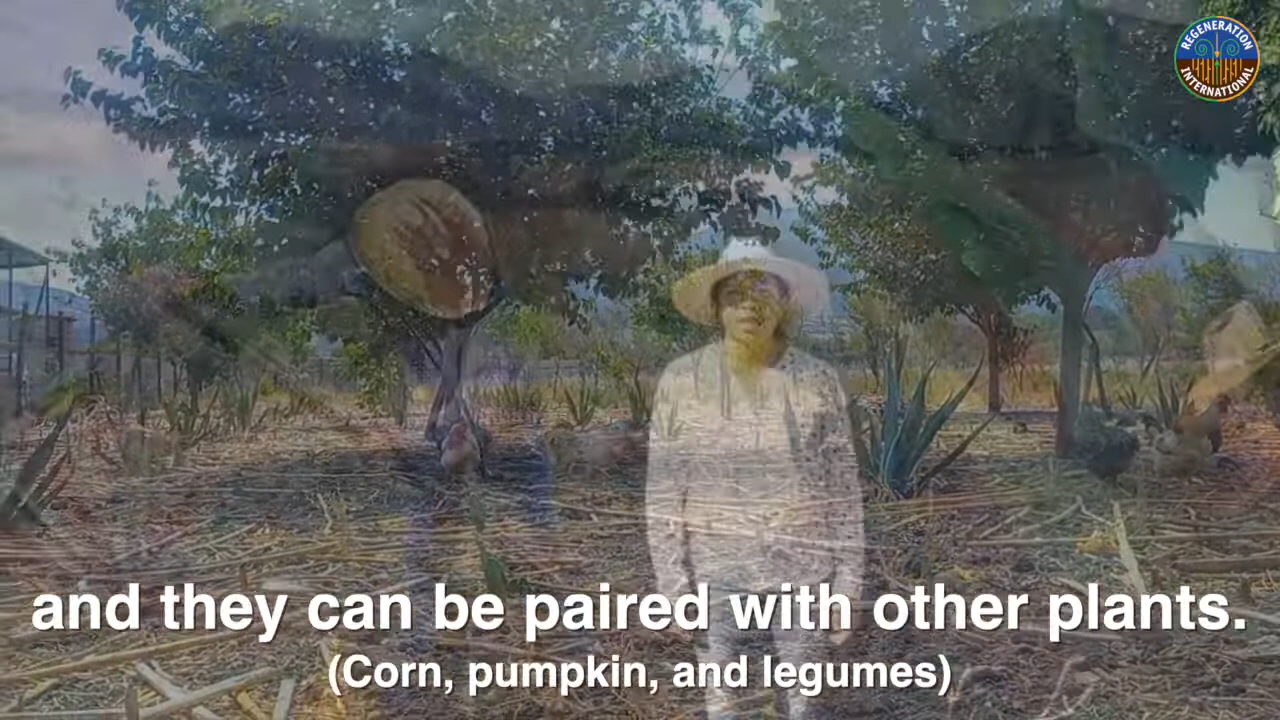 REGENERATION
INTERNATIONAL
and they can be paired with other plants.
(Corn, pumpkin, and legumes)